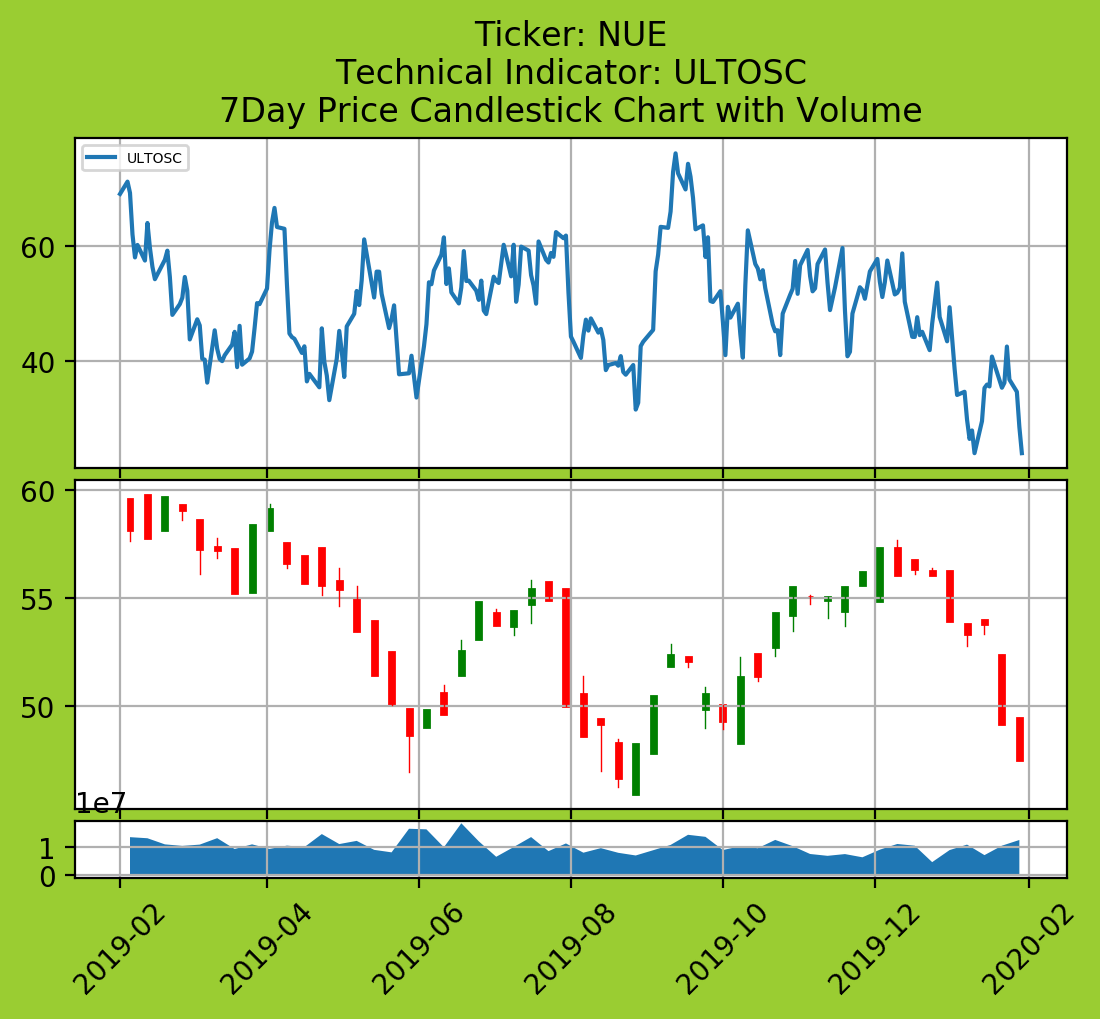 Ticker: NUE
Technical Indicator: ULTOSC
7Day Price Candlestick Chart with Volume
ULTOSC
60
40
60
55
50
1e7
1
0
2019-02
2019-04
2019-06
2019-08
2019-10
2019-12
2020-02